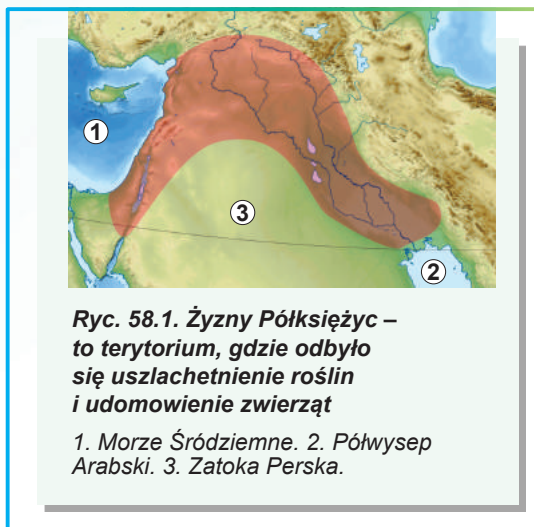 1
3
2
Ryc. 58.1. Żyzny Półksiężyc –
to terytorium, gdzie odbyło
się uszlachetnienie roślin
i udomowienie zwierząt
1. Morze Śródziemne. 2. Półwysep
Arabski. 3. Zatoka Perska.